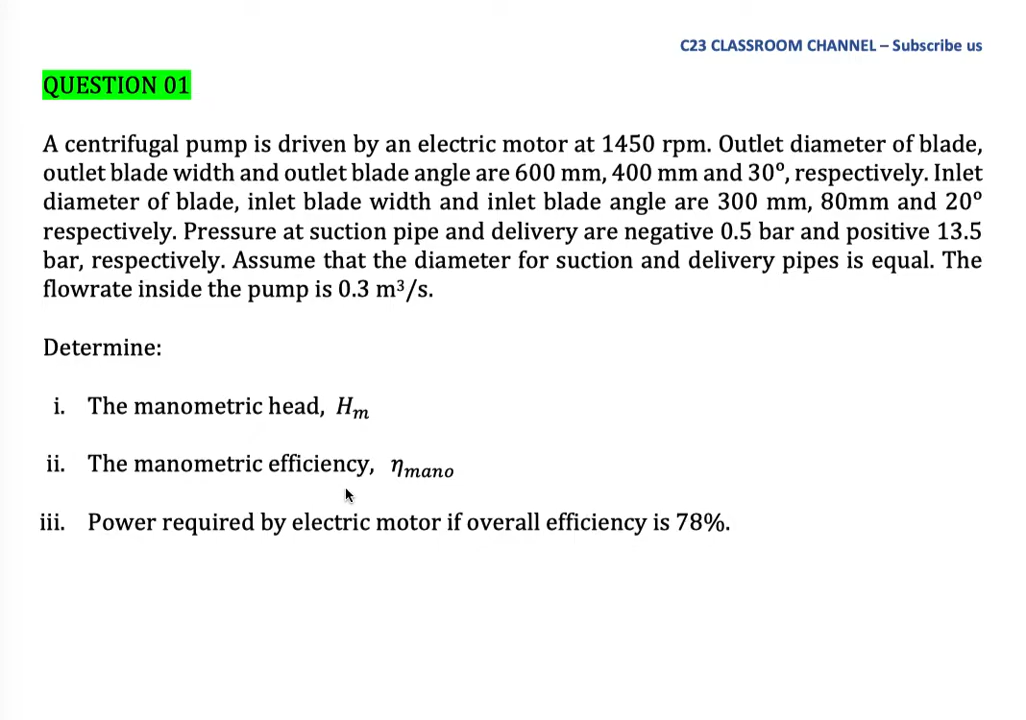 C23 CLASSROOM CHANNEL – Subscribe us
QUESTION 01
A centrifugal pump is driven by an electric motor at 1450 rpm. Outlet diameter of blade,
outlet blade width and outlet blade angle are 600 mm, 400 mm and 30º, respectively. Inlet
diameter of blade, inlet blade width and inlet blade angle are 300 mm, 80mm and 20º
respectively. Pressure at suction pipe and delivery are negative 0.5 bar and positive 13.5
bar, respectively. Assume that the diameter for suction and delivery pipes is equal. The
flowrate inside the pump is 0.3 m³/s.
Determine:
i. The manometric head, Hm
ii. The manometric efficiency, ηmano
iii. Power required by electric motor if overall efficiency is 78%.